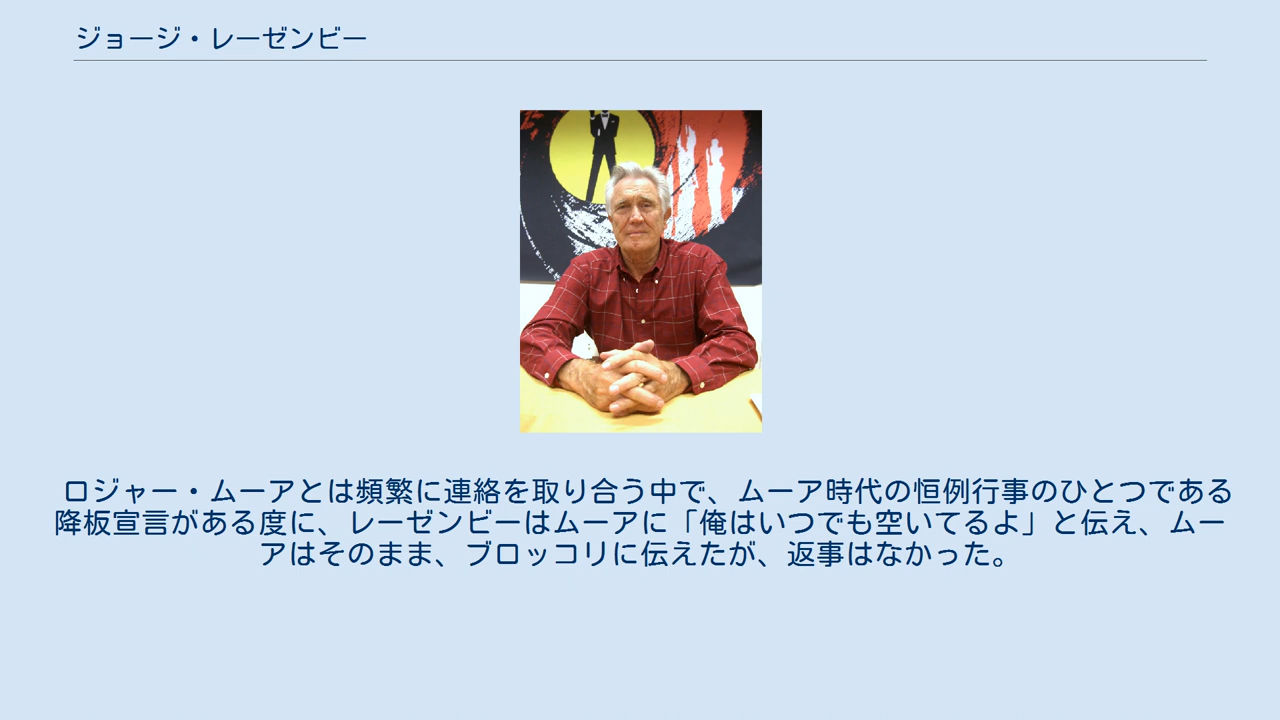 ジョージ・レーゼンビー
ロジャー・ムーアとは頻繁に連絡を取り合う中で、ムーア時代の恒例行事のひとつである
降板宣言がある度に、レーゼンビーはムーアに「俺はいつでも空いてるよ」と伝え、ムー
アはそのまま、ブロッコリに伝えたが、返事はなかった。